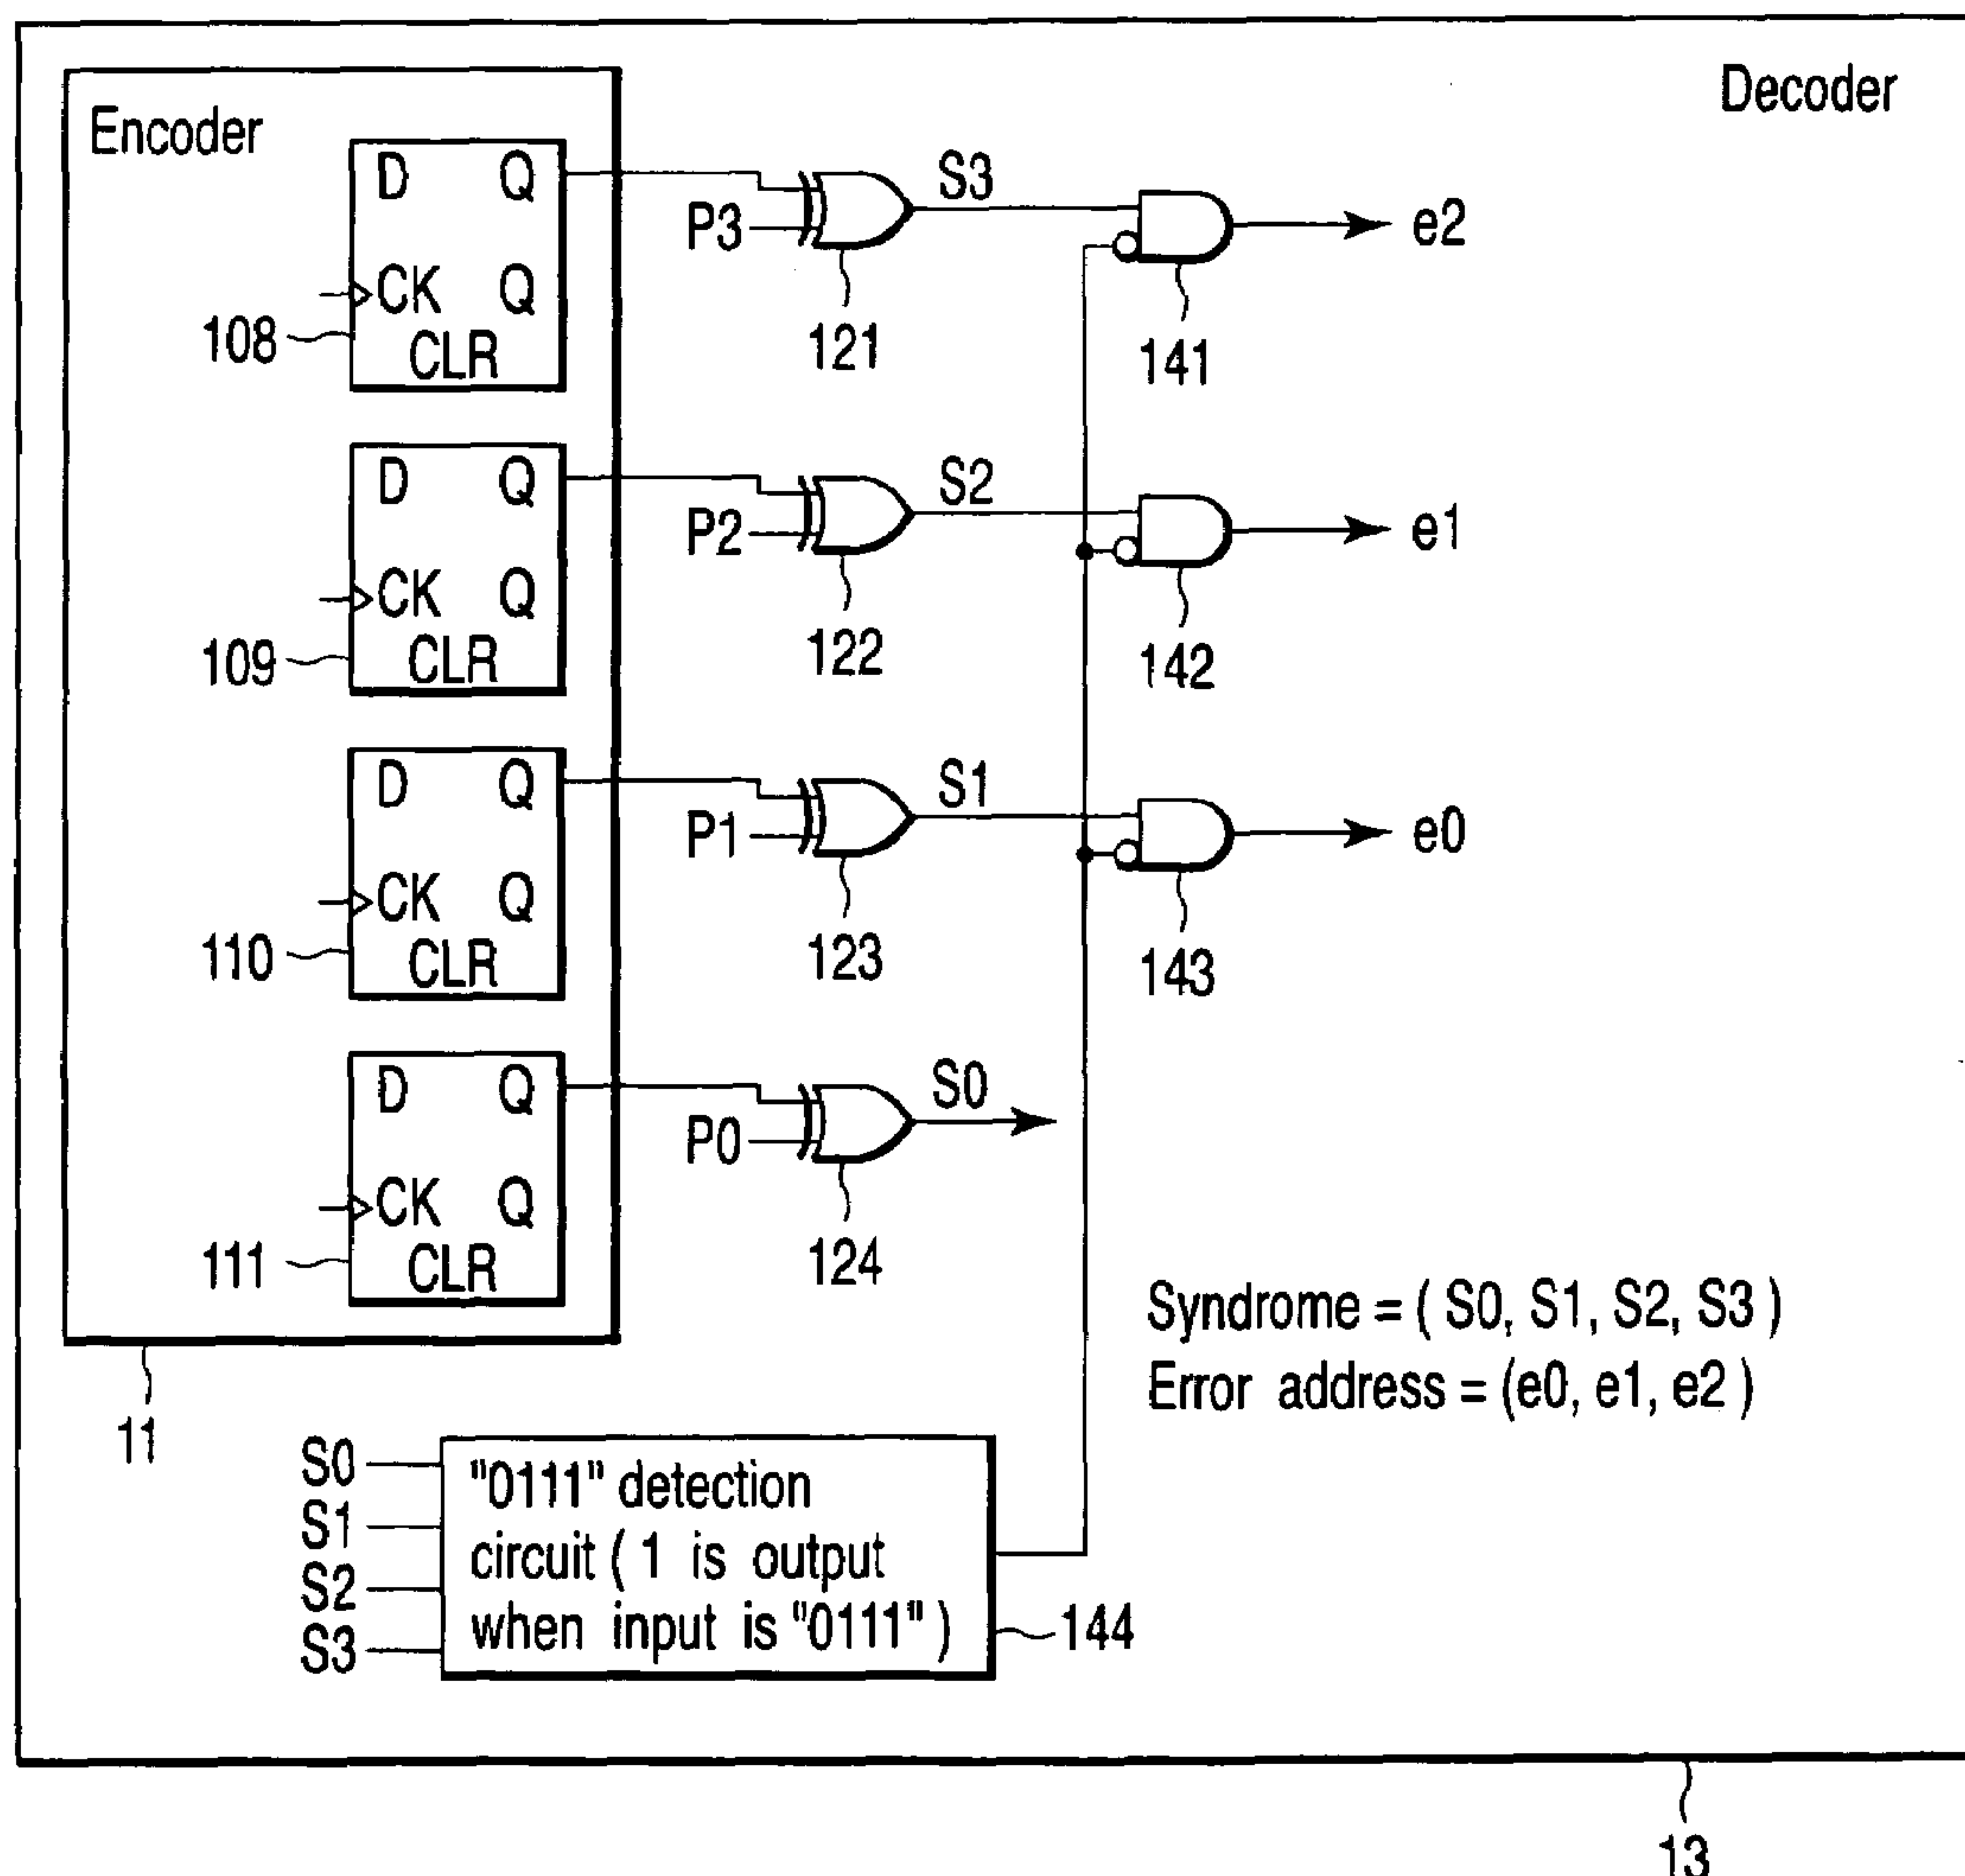 Decoder
Encoder
D Q
CK Q
CLR
108
P3
121
S3
141
e2
D Q
CK Q
CLR
109
P2
122
S2
142
e1
D Q
CK Q
CLR
110
P1
123
S1
143
e0
D Q
CK Q
CLR
111
P0
124
S0
11
Syndrome = ( S0, S1, S2, S3 )
Error address = (e0, e1, e2 )
S0
S1
S2
S3
"0111" detection
circuit ( 1 is output
when input is "0111" )
144
13